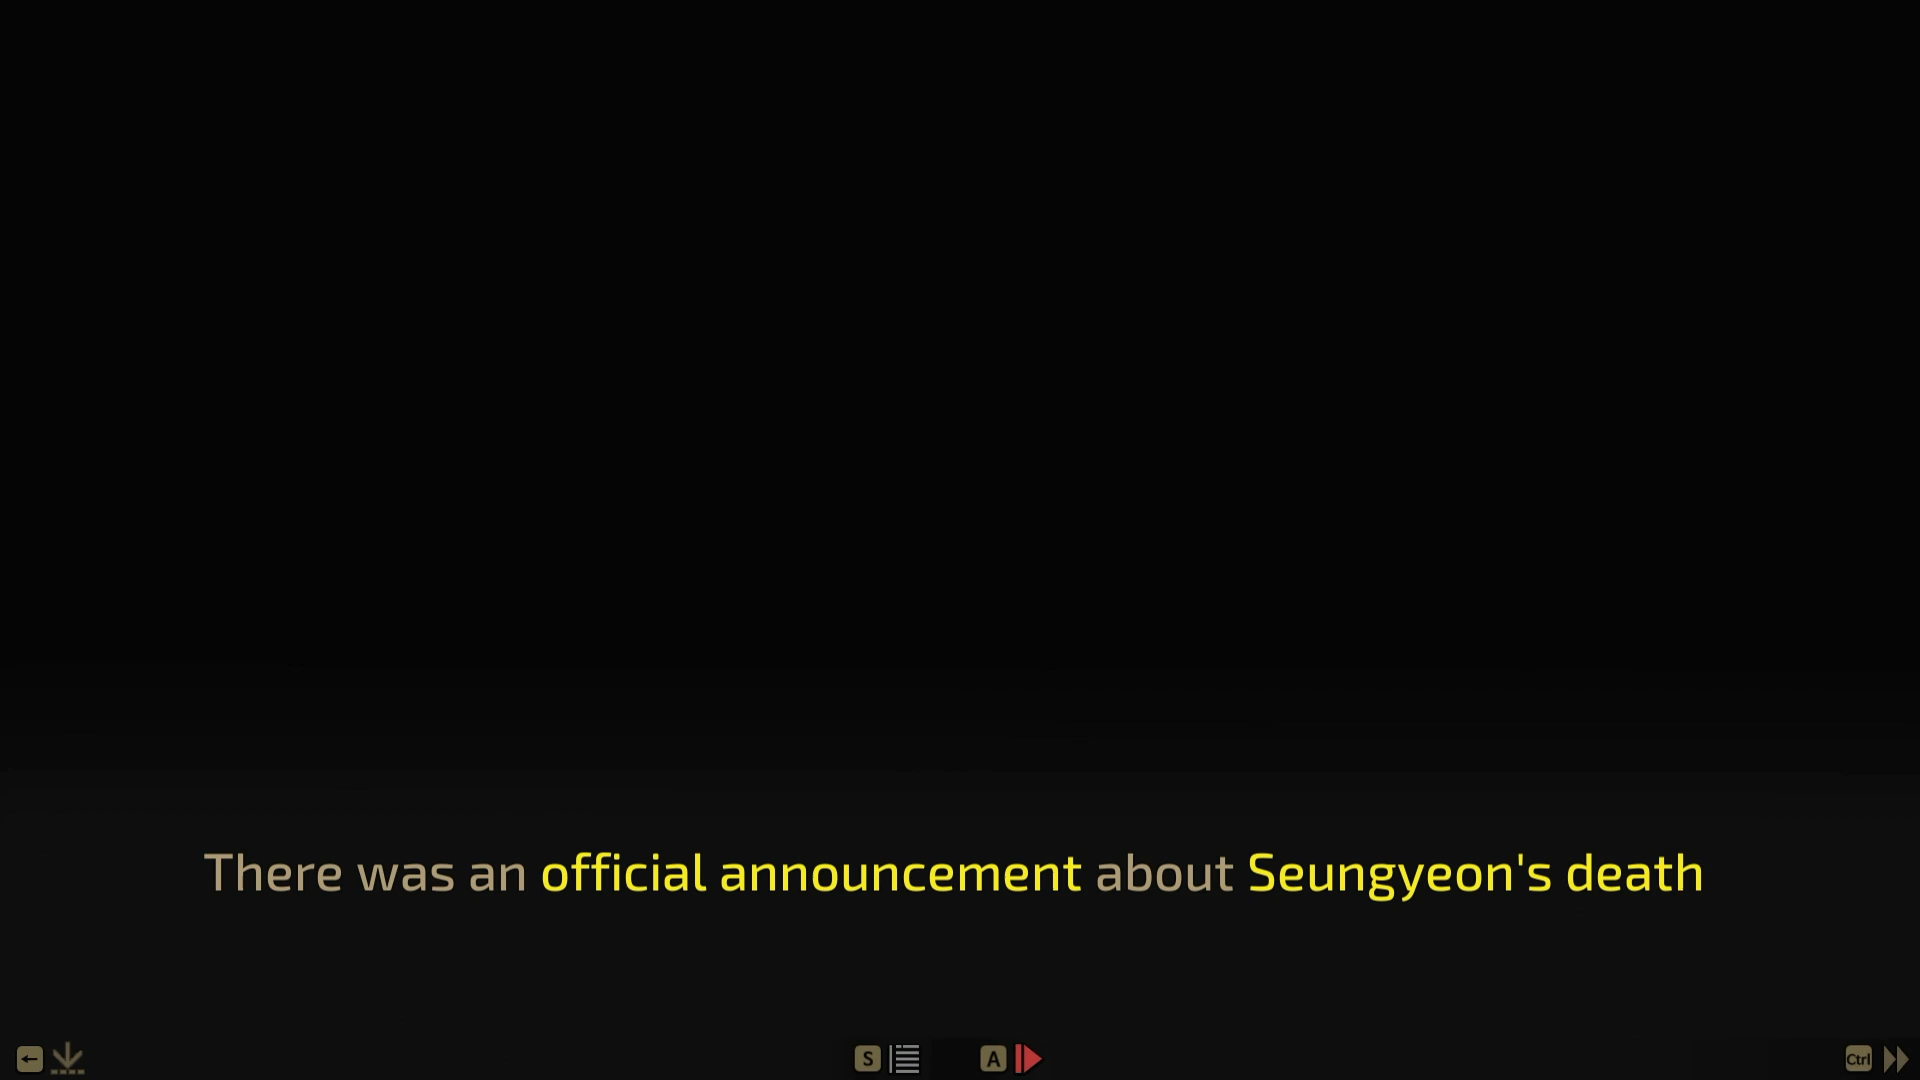 There was an official announcement about Seungyeon's death
← S A Ctrl